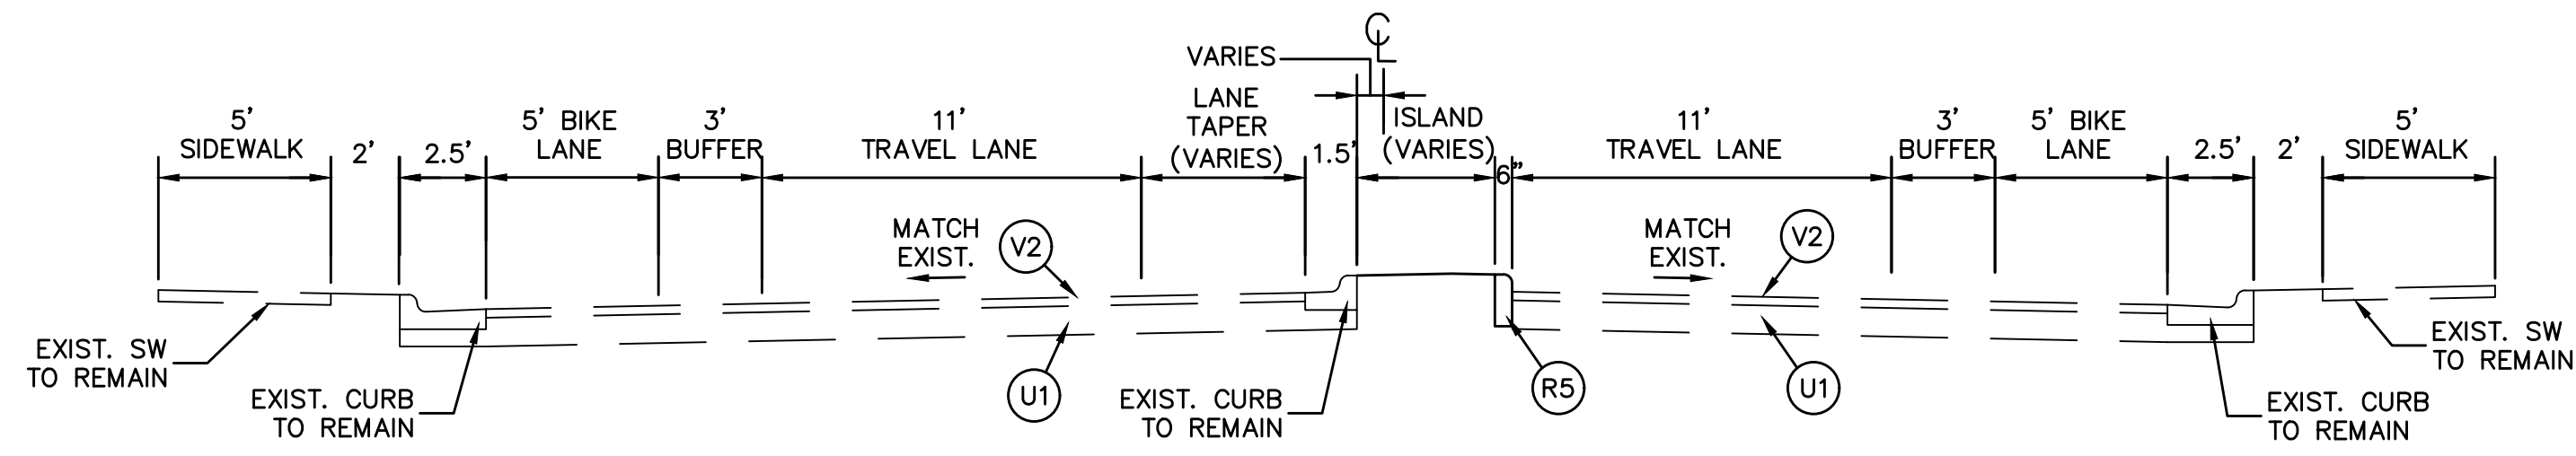 ℄
VARIES
5'
SIDEWALK
2'
2.5'
5' BIKE
LANE
3'
BUFFER
11'
TRAVEL LANE
LANE
TAPER
(VARIES)
1.5'
ISLAND
(VARIES)
6"
11'
TRAVEL LANE
3'
BUFFER
5' BIKE
LANE
2.5'
2'
5'
SIDEWALK
MATCH
EXIST.
V2
MATCH
EXIST.
V2
EXIST. SW
TO REMAIN
EXIST. CURB
TO REMAIN
U1
EXIST. CURB
TO REMAIN
R5
U1
EXIST. CURB
TO REMAIN
EXIST. SW
TO REMAIN